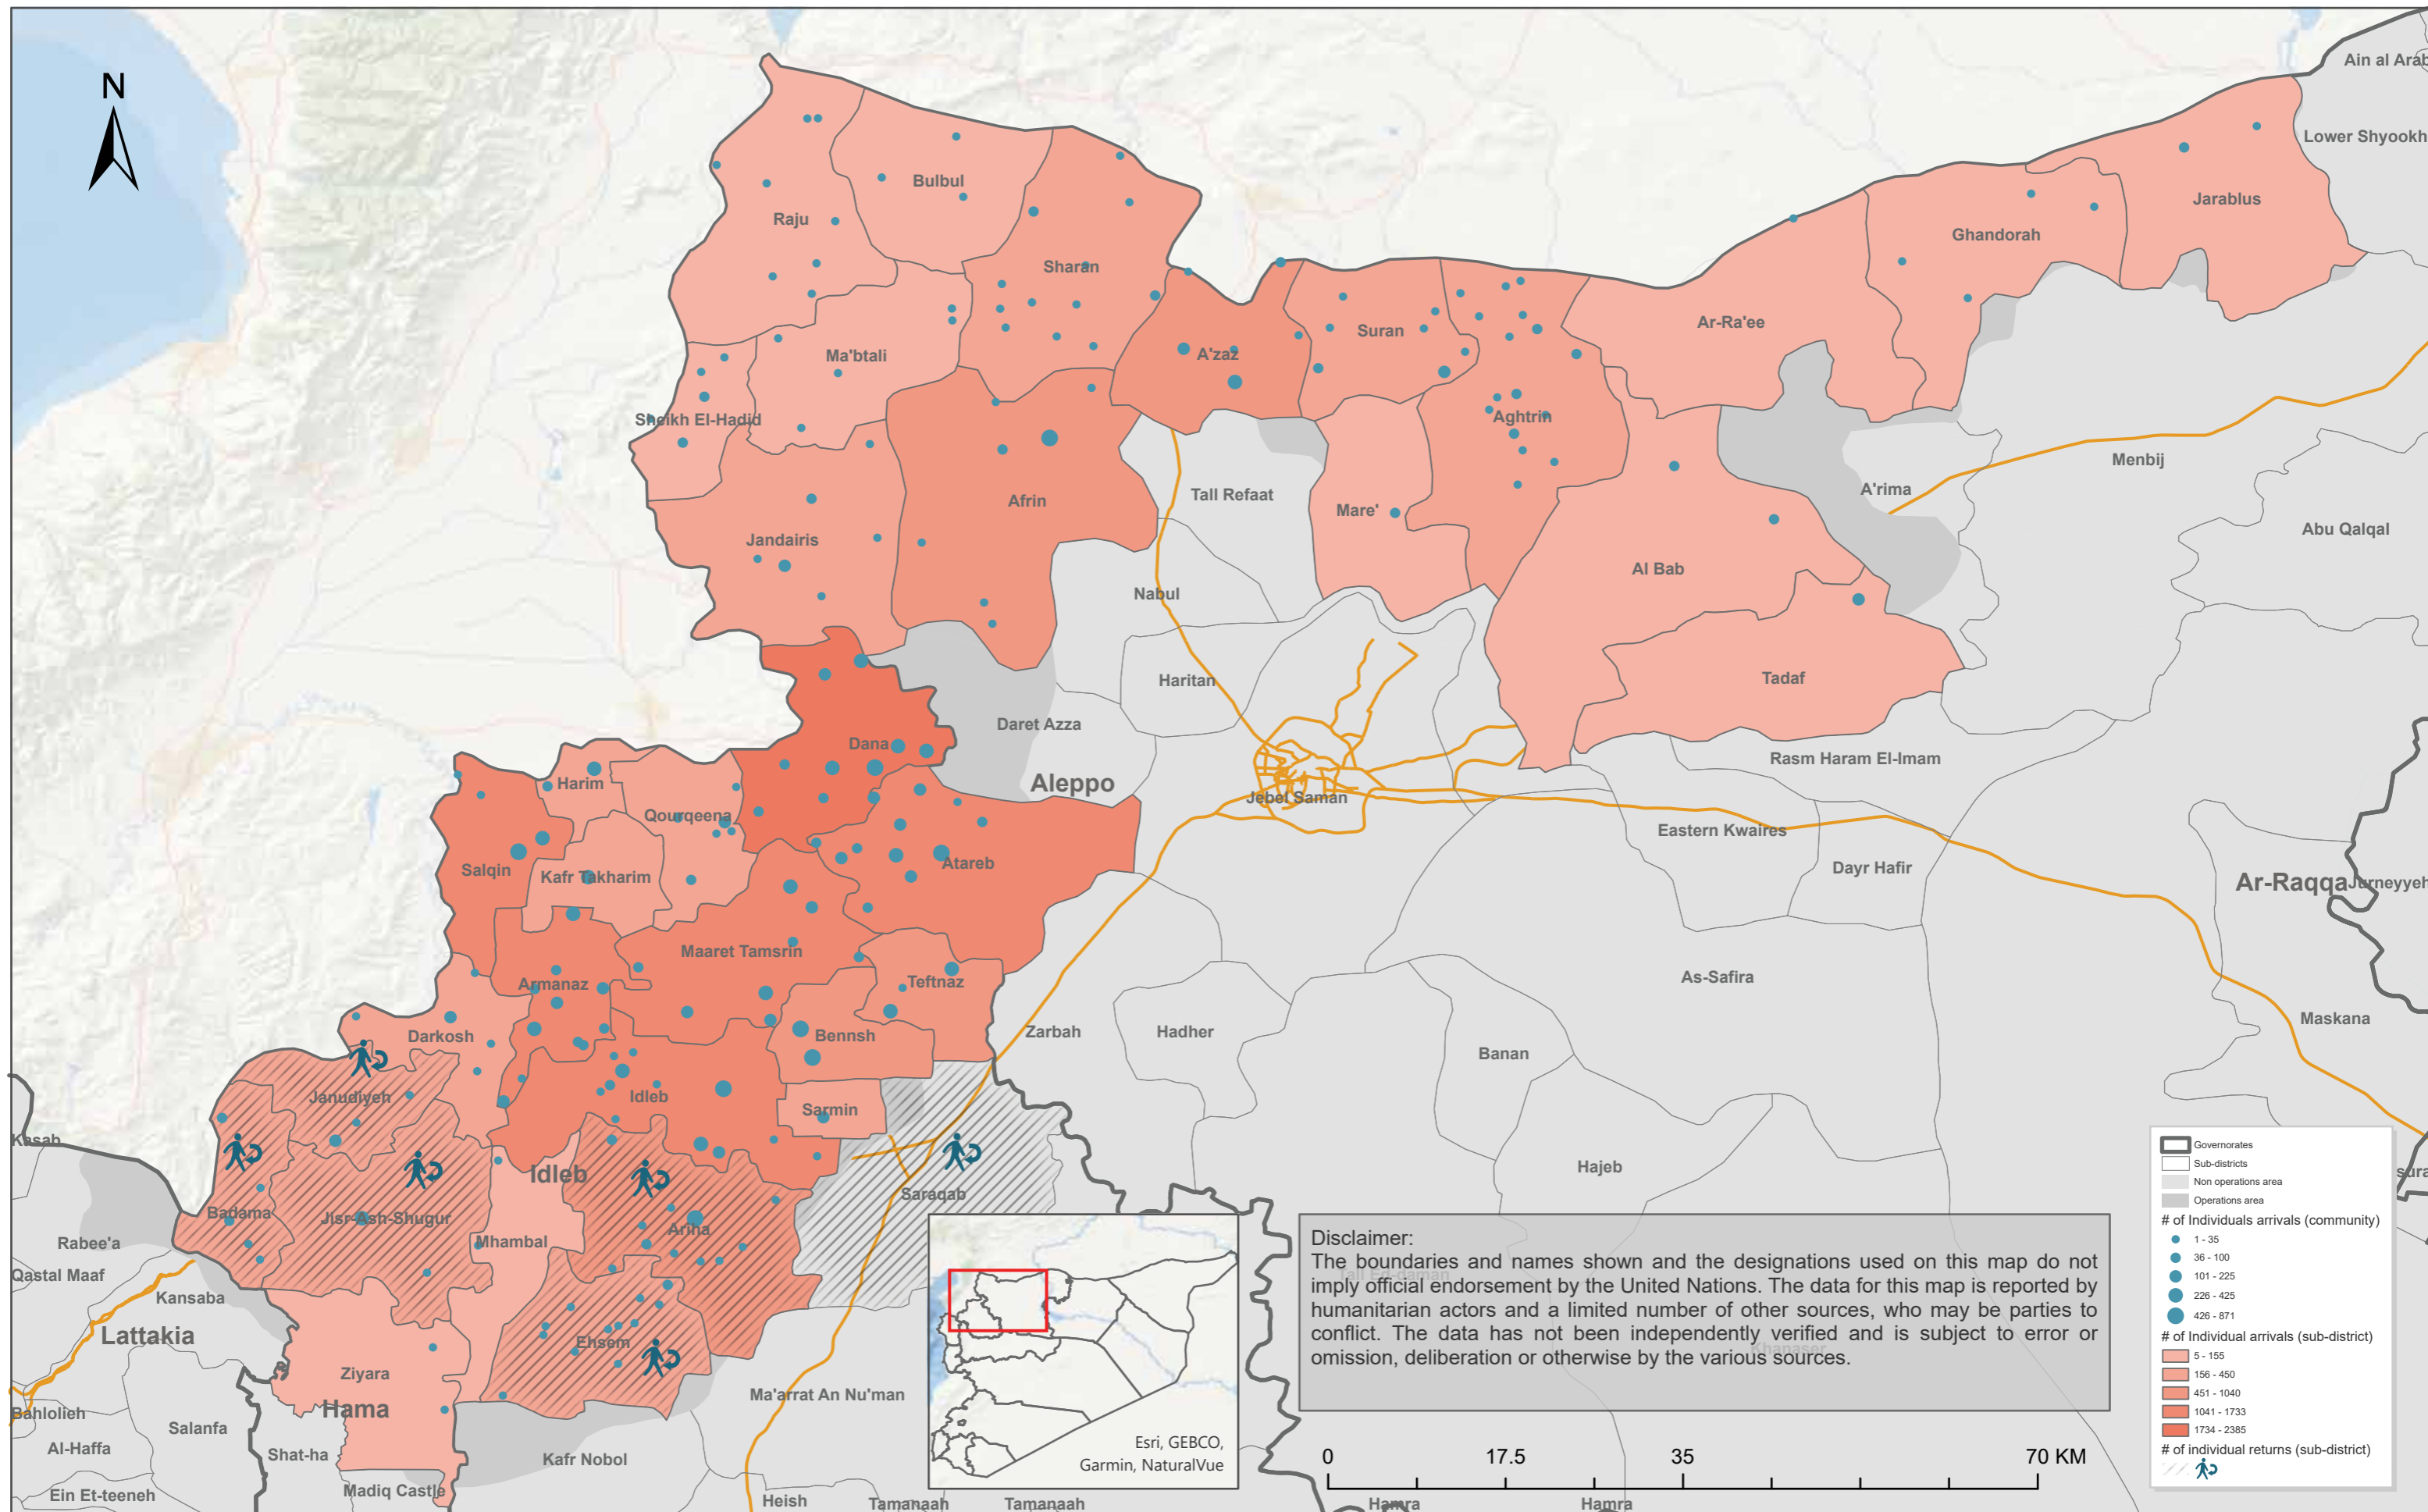 N
Ain al Arab
Lower Shyookh
Bulbul
Raju
Jarablus
Ghandorah
Sharan
Ar-Ra'ee
Suran
Ma'btali
A'zaz
Sheikh El-Hadid
Aghtrin
Menbij
A'rima
Tall Refaat
Afrin
Mare'
Abu Qalqal
Jandairis
Al Bab
Nabul
Haritan
Tadaf
Daret Azza
Dana
Rasm Haram El-Imam
Aleppo
Harim
Jebel Saman
Qourqeena
Eastern Kwaires
Atareb
Dayr Hafir
Salqin
Kafr Takharim
Ar-Raqqa
Jurneyyeh
Maaret Tamsrin
As-Safira
Teftnaz
Armanaz
Maskana
Zarbah
Hadher
Bennsh
Darkosh
Banan
Janudiyeh
Idleb
Sarmin
Kasab
Hajeb
Idleb
Saraqab
Badama
Jisr-Ash-Shugur
Ariha
Mhambal
Rabee'a
Qastal Maaf
Kansaba
Lattakia
Ehsem
Ziyara
Ma'arrat An Nu'man
Hama
Bahlolieh
Salanfa
Al-Haffa
Shat-ha
Kafr Nobol
Madiq Castle
Ein Et-teeneh
Heish
Tamanaah
Tamanaah
Hamra
Hamra
Tall Ed-daman
Khanaser
Esri, GEBCO,
Garmin, NaturalVue
Disclaimer:
The boundaries and names shown and the designations used on this map do not
imply official endorsement by the United Nations. The data for this map is reported by
humanitarian actors and a limited number of other sources, who may be parties to
conflict. The data has not been independently verified and is subject to error or
omission, deliberation or otherwise by the various sources.
0 17.5 35 70 KM
Governorates
Sub-districts
Non operations area
Operations area
# of Individuals arrivals (community)
1 - 35
36 - 100
101 - 225
226 - 425
426 - 871
# of Individual arrivals (sub-district)
5 - 155
156 - 450
451 - 1040
1041 - 1733
1734 - 2385
# of individual returns (sub-district)